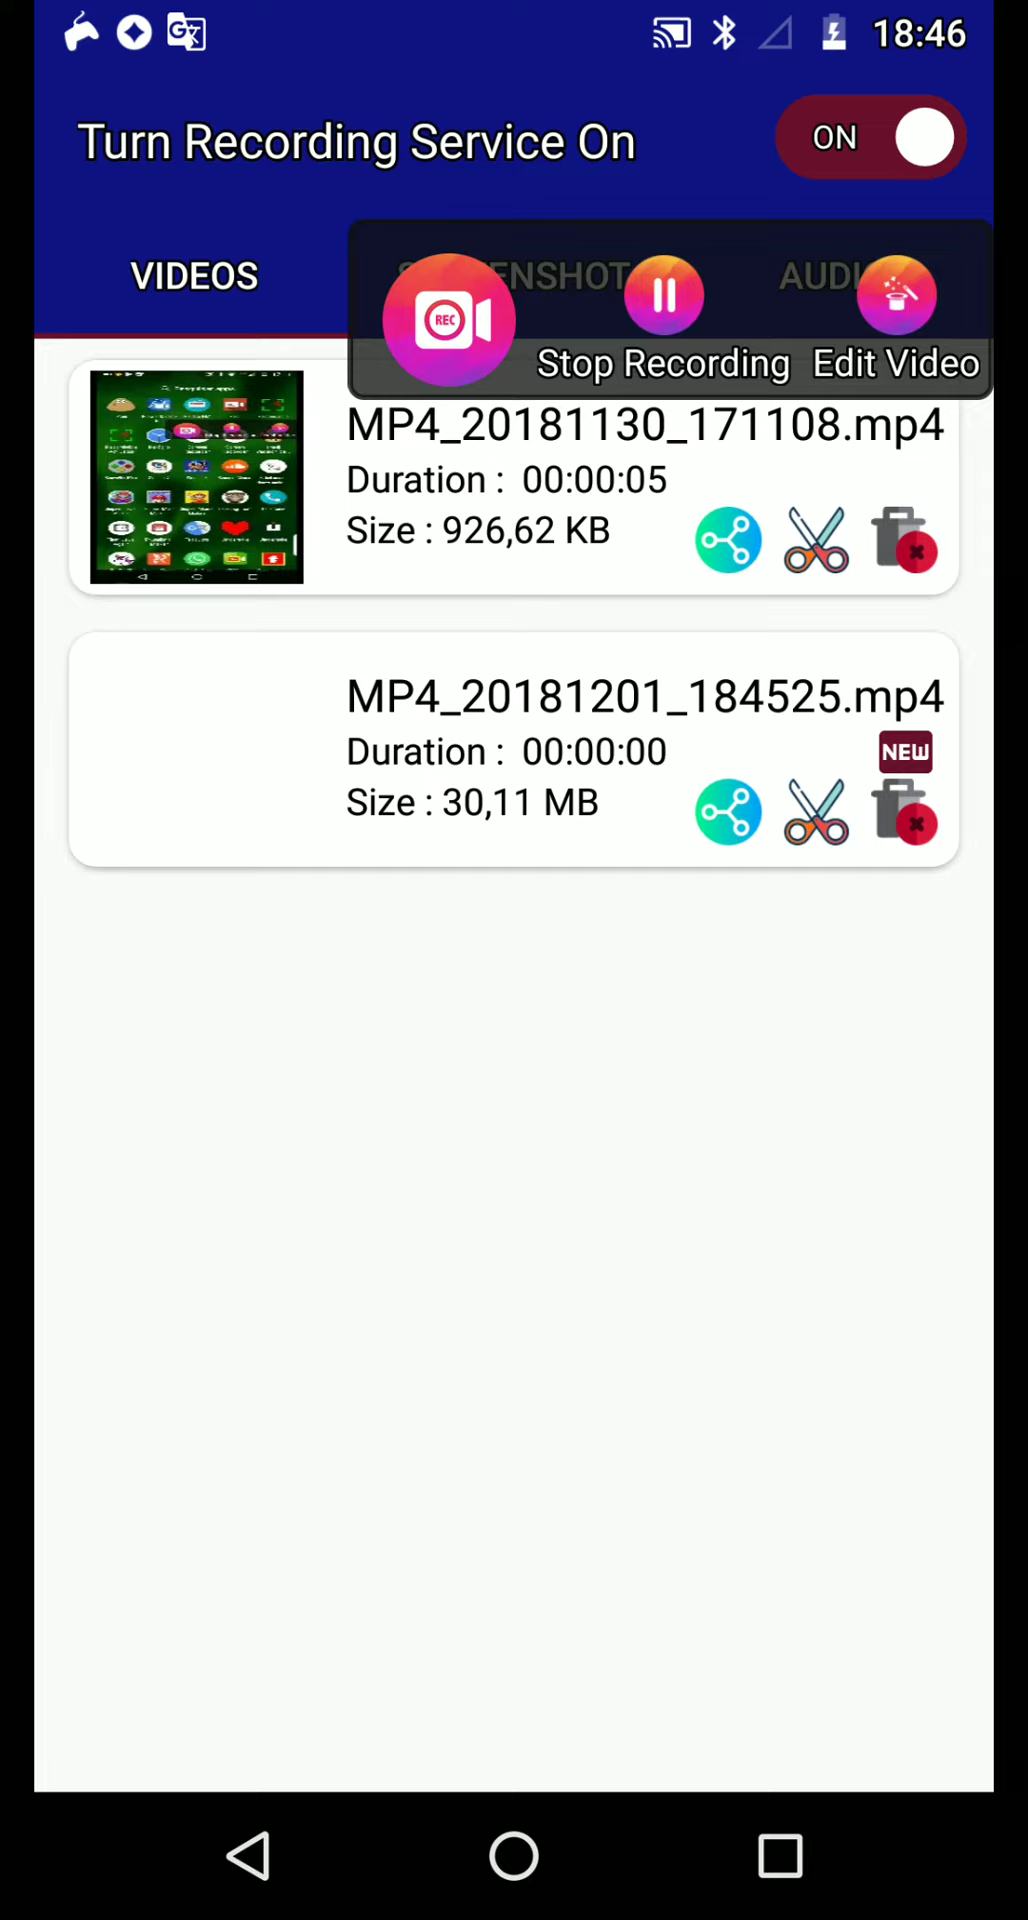 18:46
Turn Recording Service On
ON
VIDEOS
REC
Stop Recording
Edit Video
MP4_20181130_171108.mp4
Duration : 00:00:05
Size : 926,62 KB
MP4_20181201_184525.mp4
Duration : 00:00:00
NEW
Size : 30,11 MB